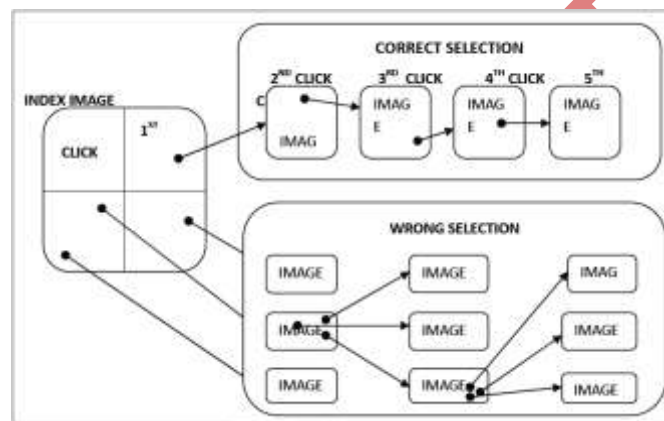 CORRECT SELECTION
2ND CLICK 3RD CLICK 4TH CLICK 5TH
INDEX IMAGE
1ST
CLICK
C
IMAG
IMAG
E
IMAG
E
IMAG
E
WRONG SELECTION
IMAGE IMAGE IMAG
IMAGE IMAGE IMAGE
IMAGE IMAGE IMAGE